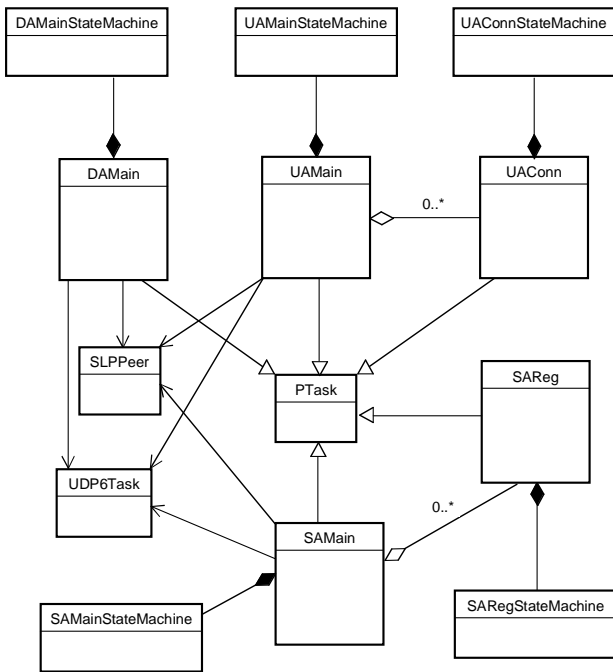 DAMainStateMachine
UAMainStateMachine
UAConnStateMachine
DAMain
UAMain
UAConn
0..*
SLPPeer
PTask
SAReg
UDP6Task
0..*
SAMain
SAMainStateMachine
SARegStateMachine